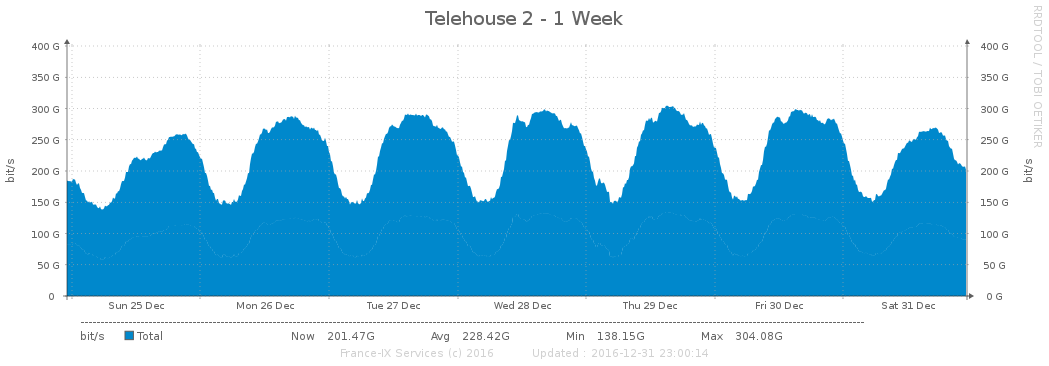 Telehouse 2 - 1 Week
RRDTOOL / TOBI OETIKER
400 G 400 G
350 G 350 G
300 G 300 G
250 G 250 G
200 G 200 G
150 G 150 G
100 G 100 G
50 G 50 G
0 0 G
bit/s
bit/s
Sun 25 Dec Mon 26 Dec Tue 27 Dec Wed 28 Dec Thu 29 Dec Fri 30 Dec Sat 31 Dec
bit/s Total Now 201.47G Avg 228.42G Min 138.15G Max 304.08G
France-IX Services (c) 2016 Updated : 2016-12-31 23:00:14